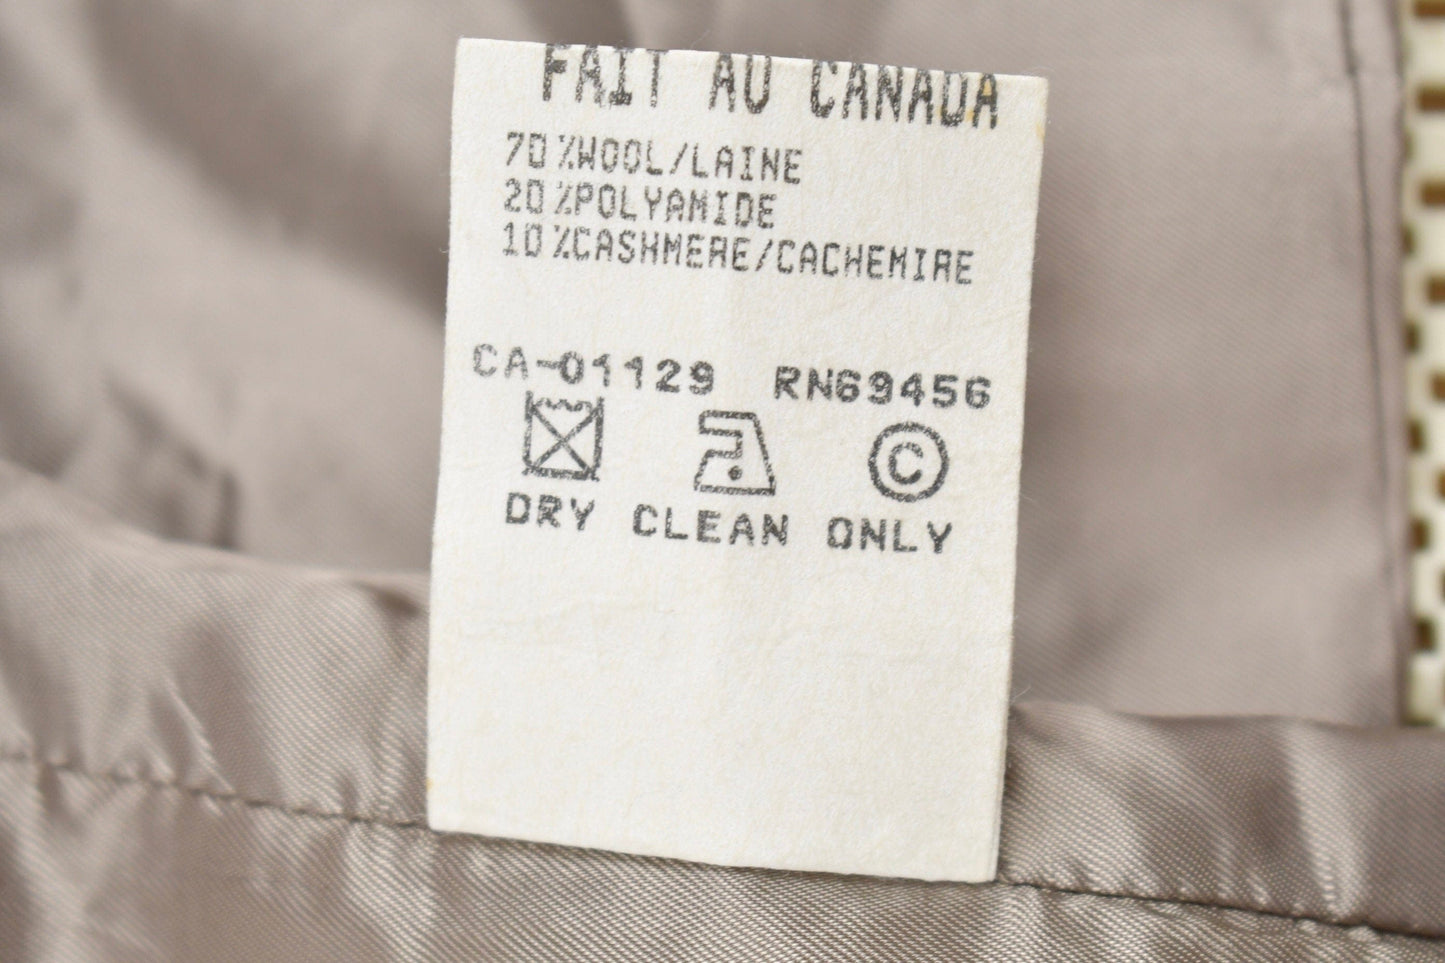 FAIT AU CANADA
70%WOOL/LAINE
20%POLYAMIDE
10%CASHMERE/CACHEMIRE
CA-01129 RN69456
©
DRY CLEAN ONLY